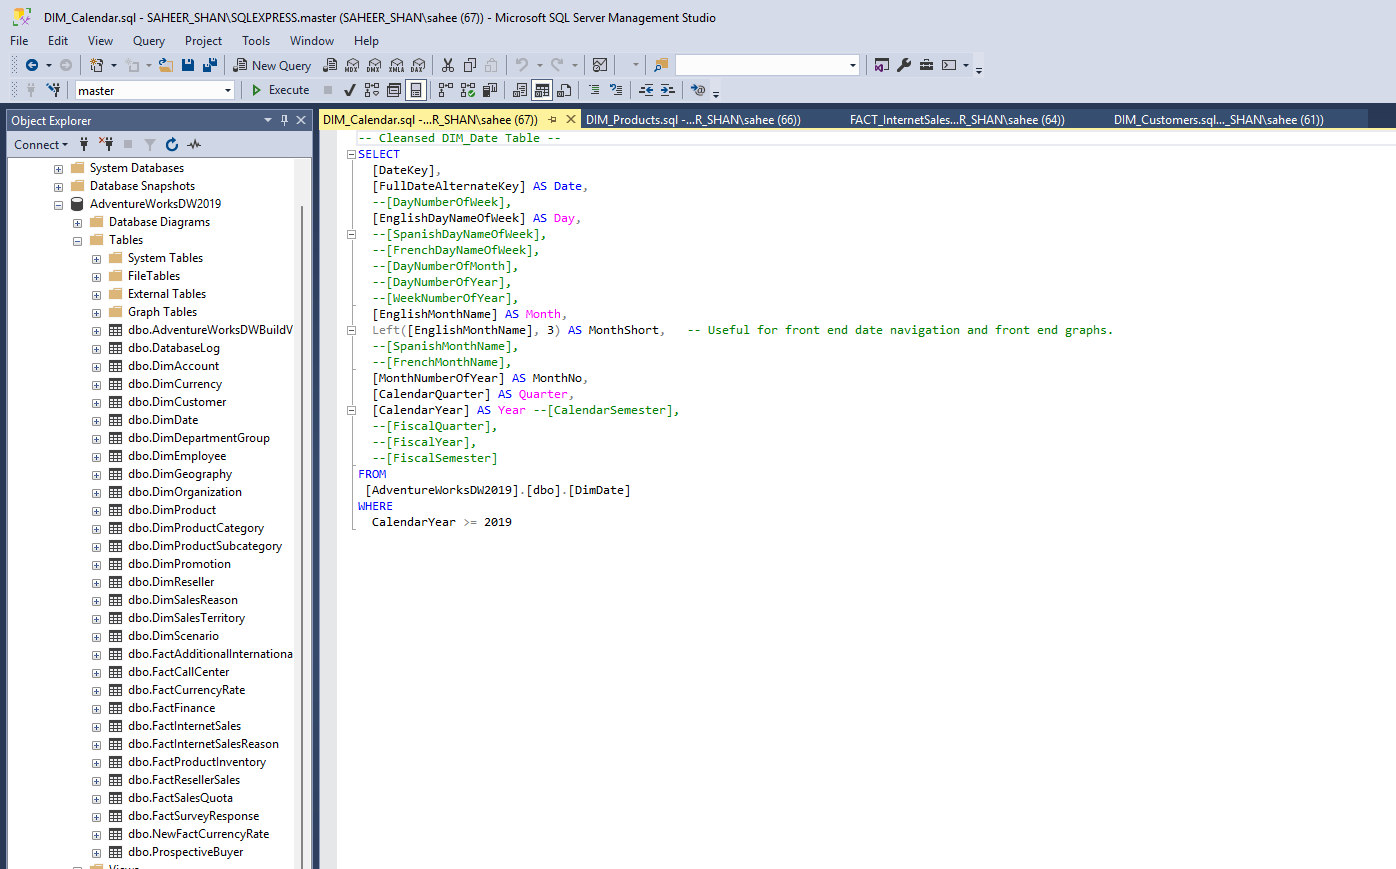 DIM_Calendar.sql - SAHEER_SHAN\SQLEXPRESS.master (SAHEER_SHAN\sahee (67)) - Microsoft SQL Server Management Studio
File Edit View Query Project Tools Window Help
New Query MDX DMX XMLA DAX
master Execute
Object Explorer
Connect
System Databases
Database Snapshots
AdventureWorksDW2019
Database Diagrams
Tables
System Tables
FileTables
External Tables
Graph Tables
dbo.AdventureWorksDWBuildV
dbo.DatabaseLog
dbo.DimAccount
dbo.DimCurrency
dbo.DimCustomer
dbo.DimDate
dbo.DimDepartmentGroup
dbo.DimEmployee
dbo.DimGeography
dbo.DimOrganization
dbo.DimProduct
dbo.DimProductCategory
dbo.DimProductSubcategory
dbo.DimPromotion
dbo.DimReseller
dbo.DimSalesReason
dbo.DimSalesTerritory
dbo.DimScenario
dbo.FactAdditionalInternationa
dbo.FactCallCenter
dbo.FactCurrencyRate
dbo.FactFinance
dbo.FactInternetSales
dbo.FactInternetSalesReason
dbo.FactProductInventory
dbo.FactResellerSales
dbo.FactSalesQuota
dbo.FactSurveyResponse
dbo.NewFactCurrencyRate
dbo.ProspectiveBuyer
Views
DIM_Calendar.sql -...R_SHAN\sahee (67)) DIM_Products.sql -...R_SHAN\sahee (66)) FACT_InternetSales...R_SHAN\sahee (64)) DIM_Customers.sql..._SHAN\sahee (61))
-- Cleansed DIM_Date Table --
SELECT
[DateKey],
[FullDateAlternateKey] AS Date,
--[DayNumberOfWeek],
[EnglishDayNameOfWeek] AS Day,
--[SpanishDayNameOfWeek],
--[FrenchDayNameOfWeek],
--[DayNumberOfMonth],
--[DayNumberOfYear],
--[WeekNumberOfYear],
[EnglishMonthName] AS Month,
Left([EnglishMonthName], 3) AS MonthShort,   -- Useful for front end date navigation and front end graphs.
--[SpanishMonthName],
--[FrenchMonthName],
[MonthNumberOfYear] AS MonthNo,
[CalendarQuarter] AS Quarter,
[CalendarYear] AS Year --[CalendarSemester],
--[FiscalQuarter],
--[FiscalYear],
--[FiscalSemester]
FROM
[AdventureWorksDW2019].[dbo].[DimDate]
WHERE
CalendarYear >= 2019